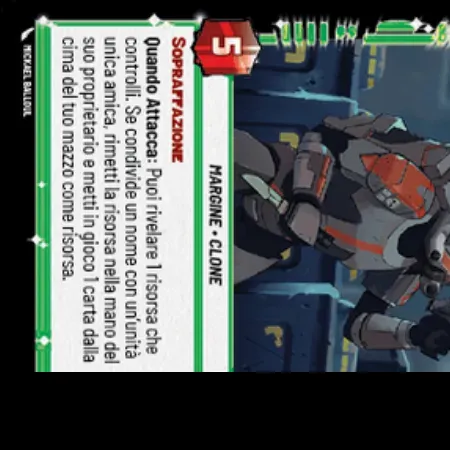 5
MARGINE • CLONE
SOPRAFFAZIONE
Quando Attacca: Puoi rivelare 1 risorsa che
controlli. Se condivide un nome con un'unità
unica amica, rimetti la risorsa nella mano del
suo proprietario e metti in gioco 1 carta dalla
cima del tuo mazzo come risorsa.
MICKAEL BALLOUL